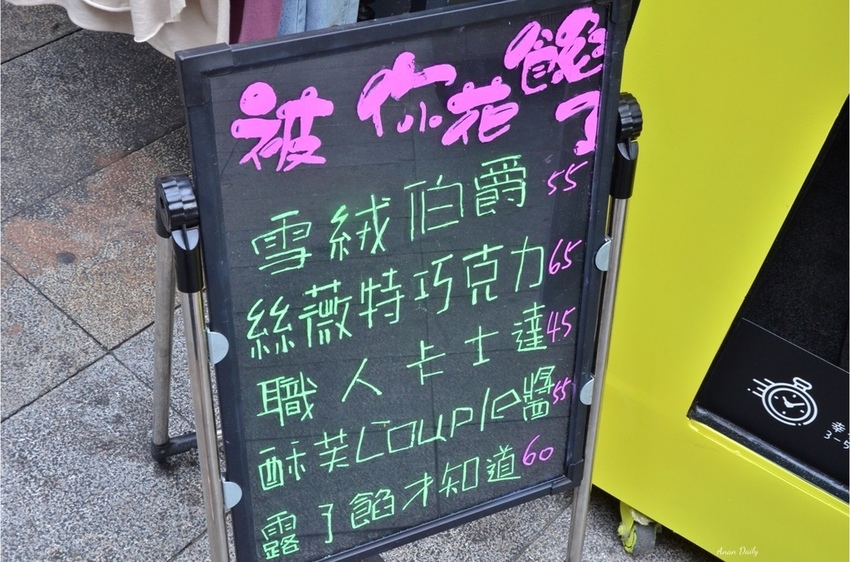 被你花餡了
雪絨伯爵 55
絲薇特巧克力 65
職人卡士達 45
酥芙Couple醬 55
露了餡才知道 60
3-5
Anan Daily